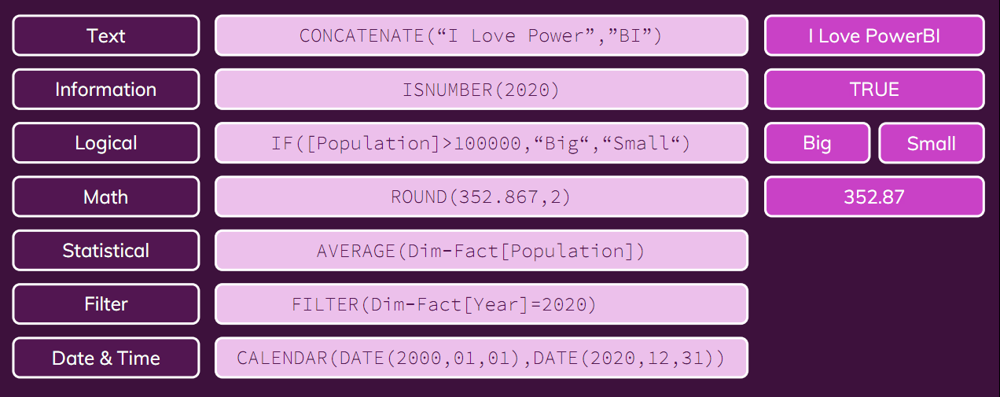 Text CONCATENATE(“I Love Power”,”BI”) I Love PowerBI
Information ISNUMBER(2020) TRUE
Logical IF([Population]>100000,“Big“,“Small“) Big Small
Math ROUND(352.867,2) 352.87
Statistical AVERAGE(Dim-Fact[Population])
Filter FILTER(Dim-Fact[Year]=2020)
Date & Time CALENDAR(DATE(2000,01,01),DATE(2020,12,31))